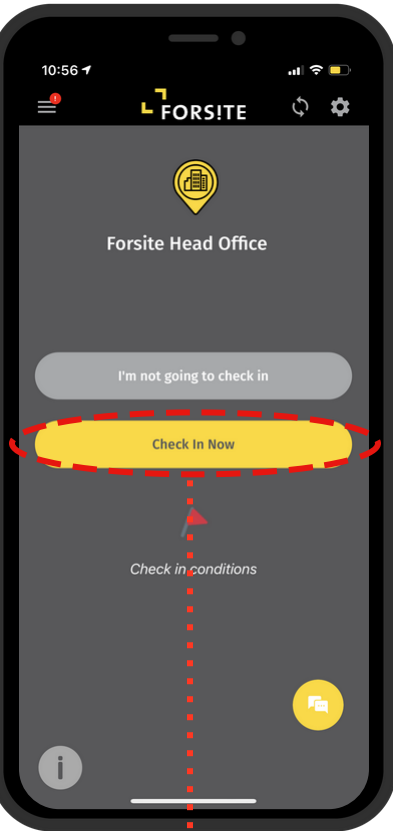 10:56
FORS!TE
Forsite Head Office
I'm not going to check in
Check In Now
Check in conditions
i